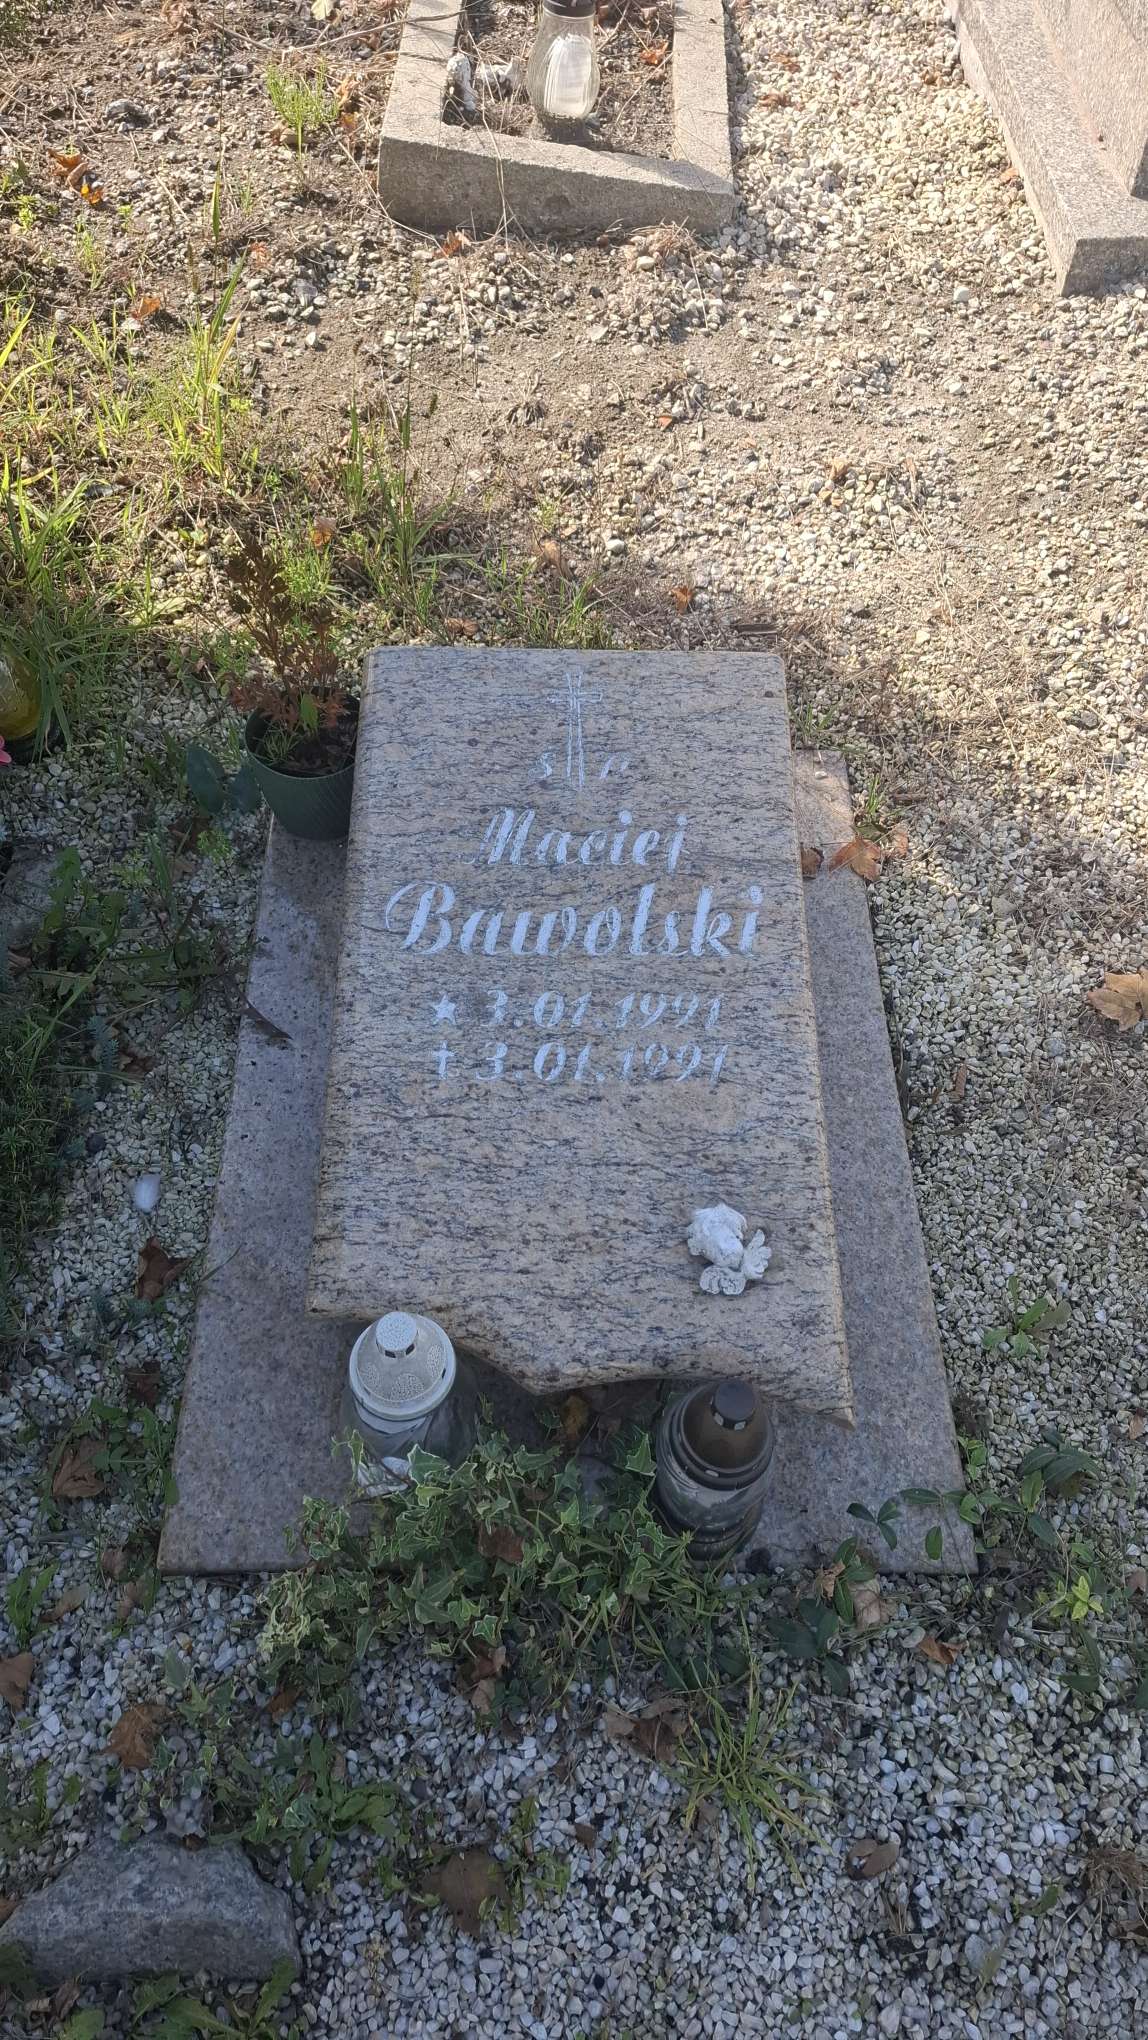 Ś P
Maciej
Bawolski
★ 3.01.1991
✝ 3.01.1991